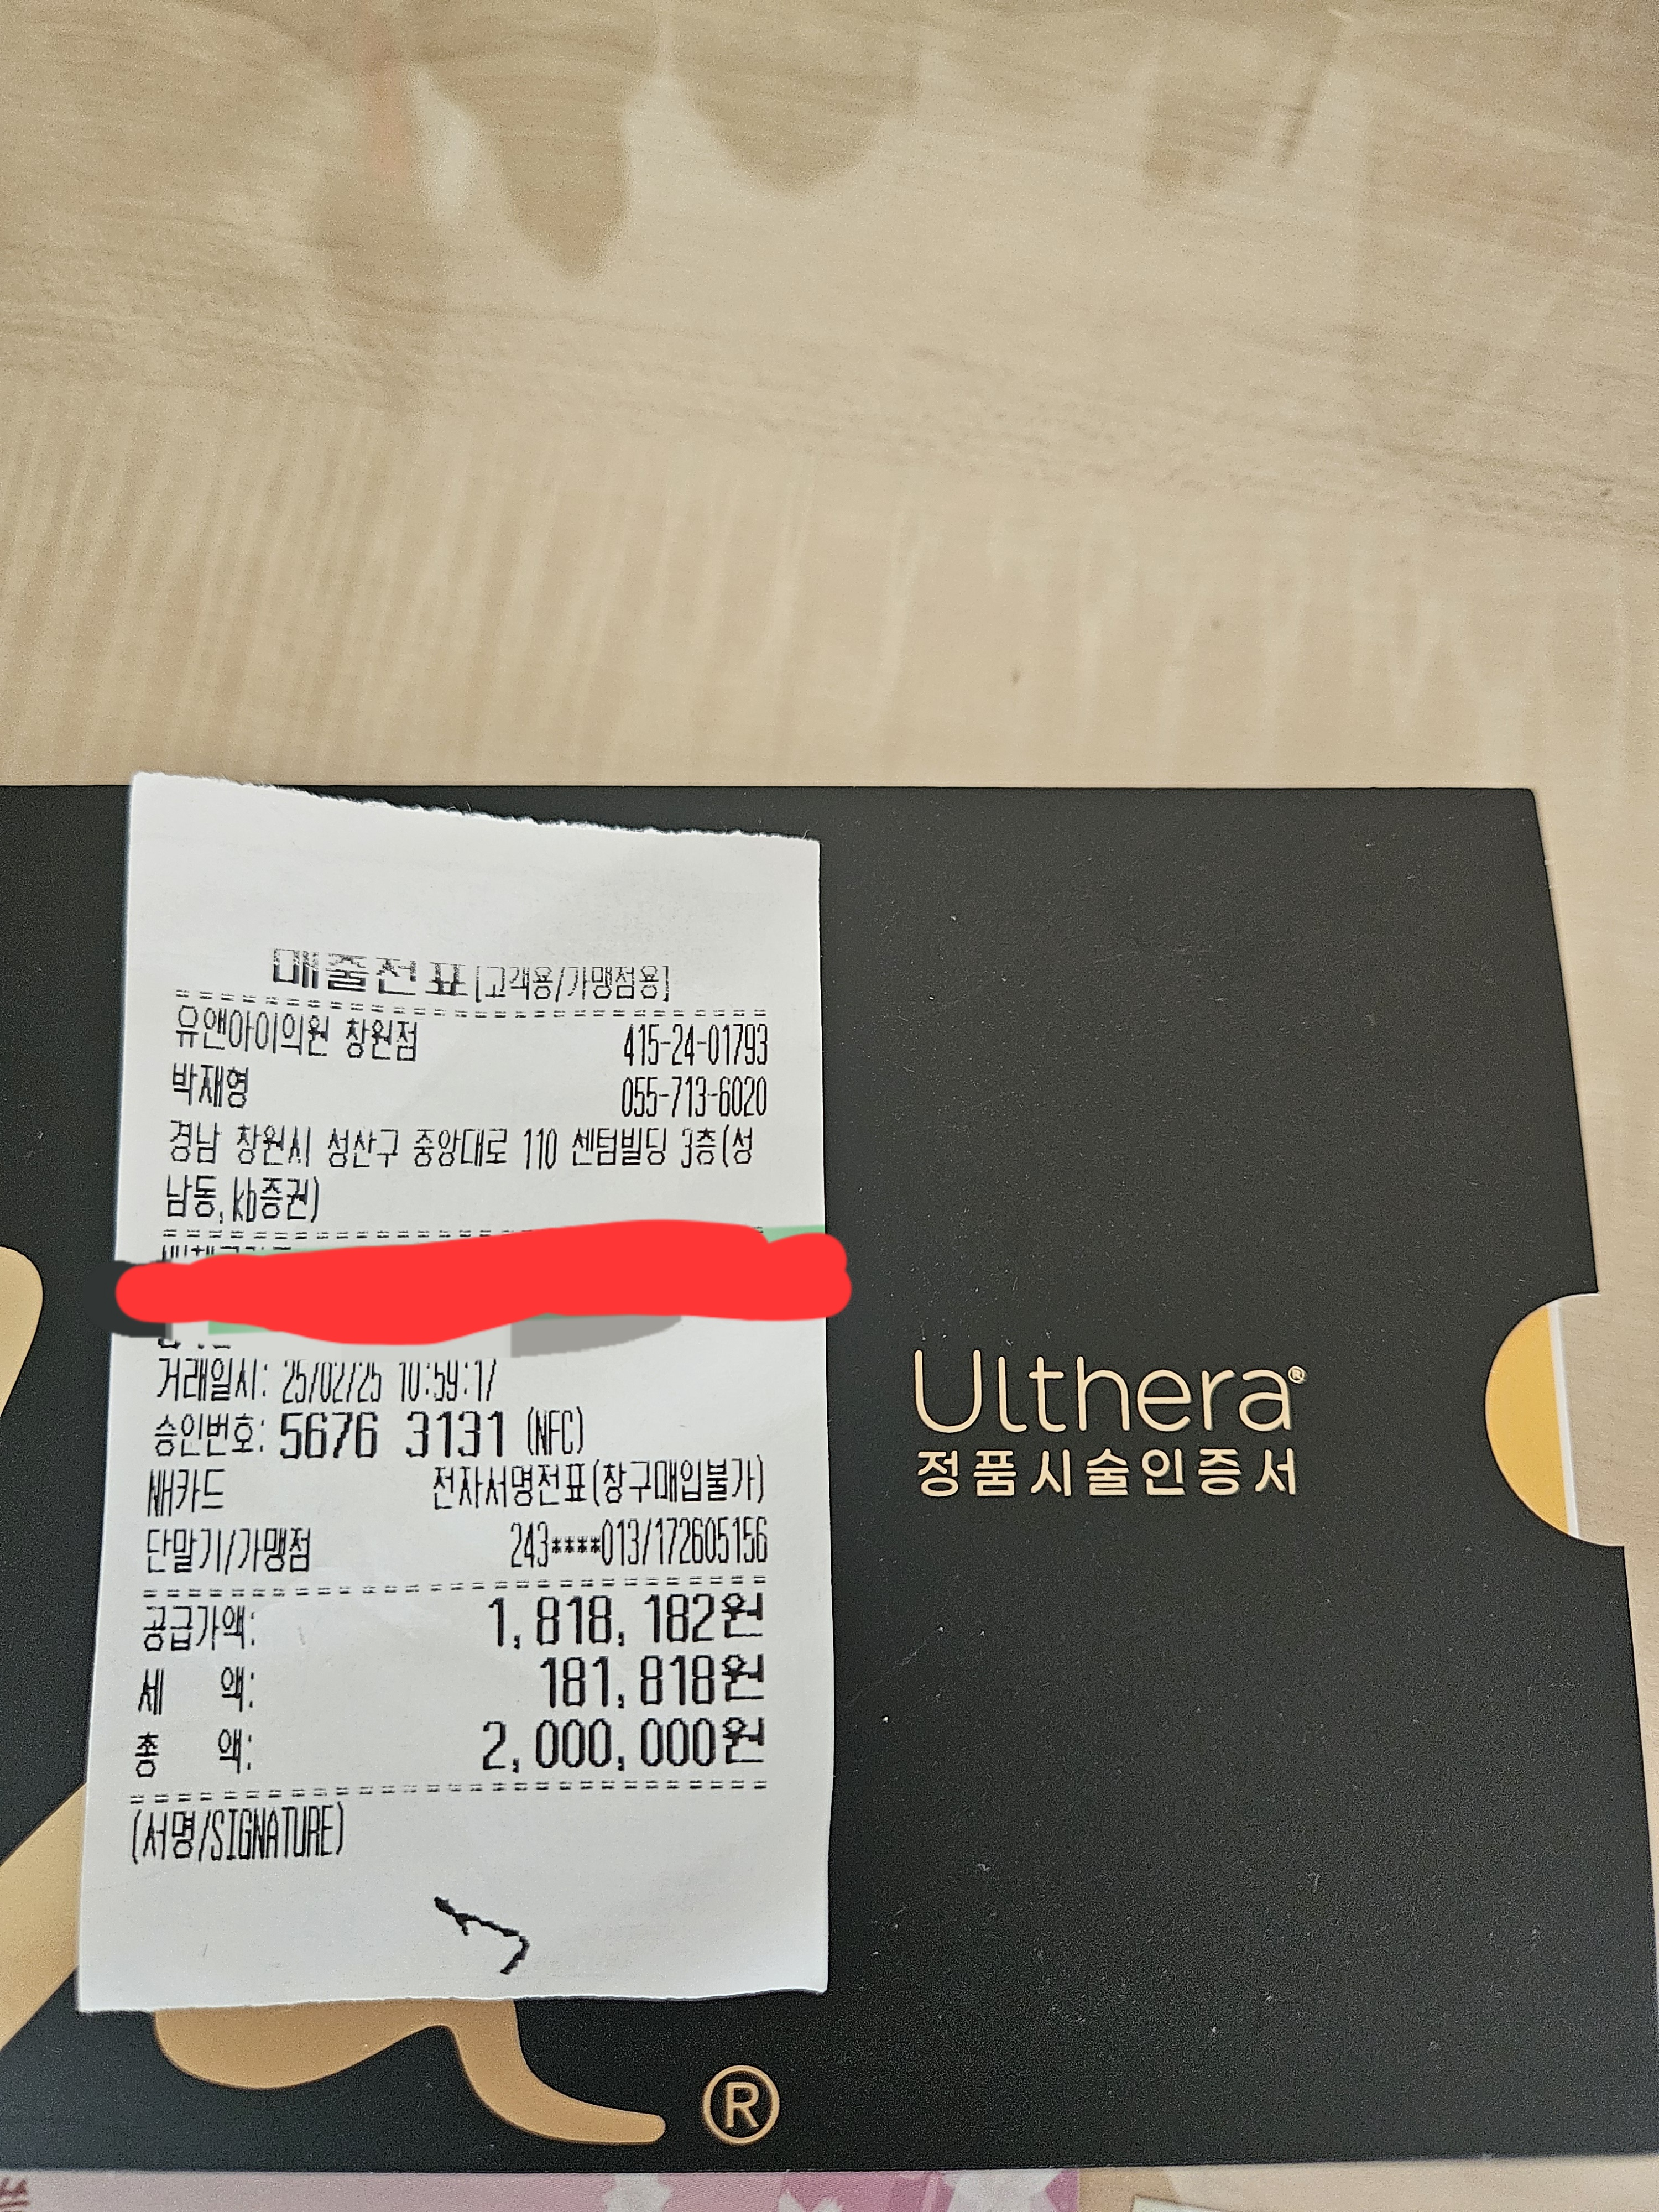 매출전표[고객용/가맹점용]
유앤아이의원 창원점 415-24-01793
박재형 055-713-6020
경남 창원시 성산구 중앙대로 110 센텀빌딩 3층(성
남동,kb증권)
거래일시: 25/02/25 10:59:17
승인번호: 5676 3131 (NFC)
NH카드 전자서명전표(창구매입불가)
단말기/가맹점 243****013/172605156
공급가액: 1,818,182원
세 액: 181,818원
총 액: 2,000,000원
(서명/SIGNATURE)
Ulthera®
정품시술인증서
®